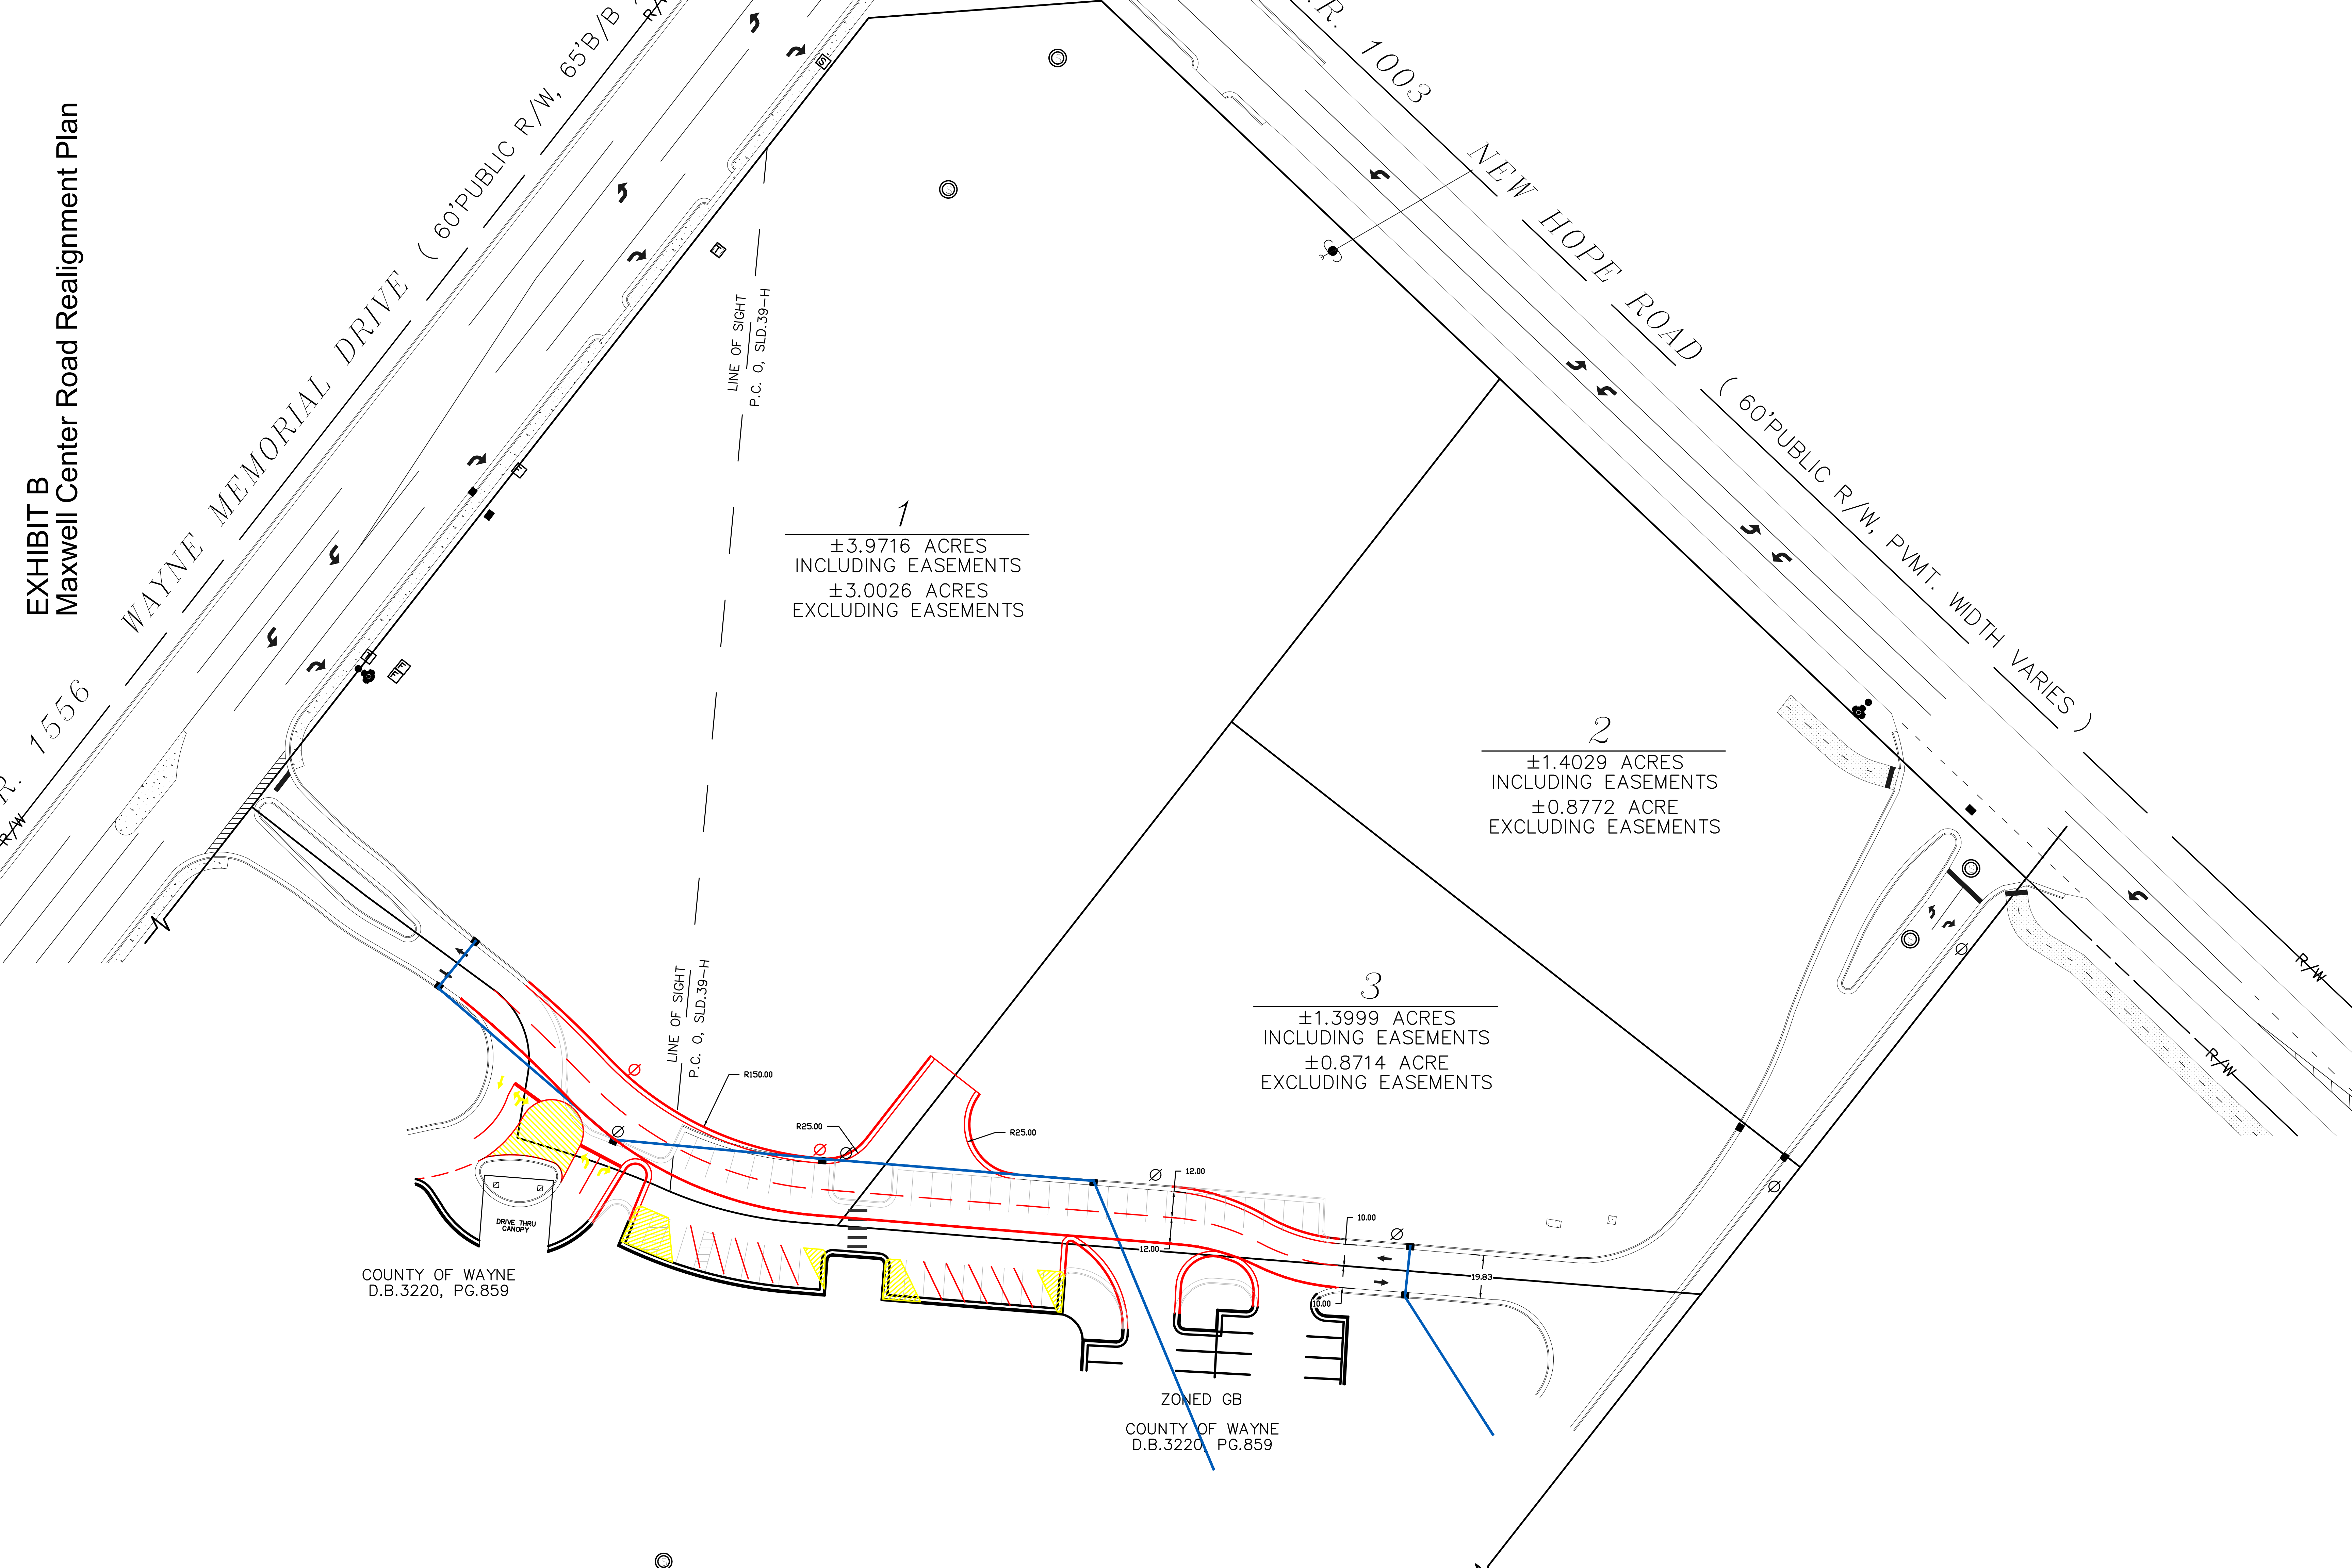 EXHIBIT B
Maxwell Center Road Realignment Plan
R. 1556 WAYNE MEMORIAL DRIVE ( 60'PUBLIC R/W, 65'B/B
R/W
R/W
.R. 1003 NEW HOPE ROAD ( 60'PUBLIC R/W, PVMT. WIDTH VARIES )
R/W
R/W
S
T
E
LINE OF SIGHT
P.C. O, SLD.39-H
1
±3.9716 ACRES
INCLUDING EASEMENTS
±3.0026 ACRES
EXCLUDING EASEMENTS
2
±1.4029 ACRES
INCLUDING EASEMENTS
±0.8772 ACRE
EXCLUDING EASEMENTS
3
±1.3999 ACRES
INCLUDING EASEMENTS
±0.8714 ACRE
EXCLUDING EASEMENTS
LINE OF SIGHT
P.C. O, SLD.39-H
R150.00
R25.00
R25.00
12.00
12.00
10.00
10.00
19.83
DRIVE THRU
CANOPY
COUNTY OF WAYNE
D.B.3220, PG.859
ZONED GB
COUNTY OF WAYNE
D.B.3220, PG.859